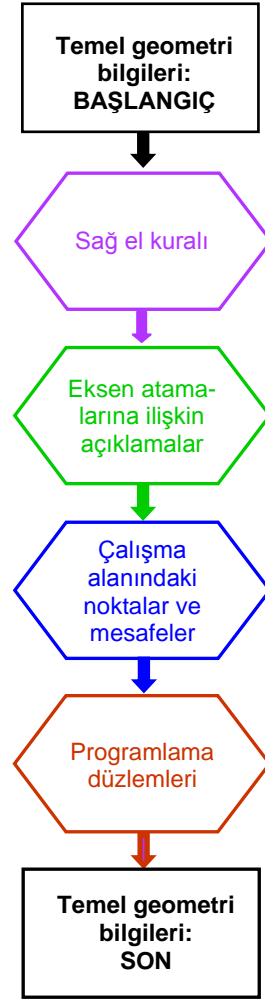 Temel geometri
bilgileri:
BAŞLANGIÇ
Sağ el kuralı
Eksen atama-
larına ilişkin
açıklamalar
Çalışma
alanındaki
noktalar ve
mesafeler
Programlama
düzlemleri
Temel geometri
bilgileri:
SON